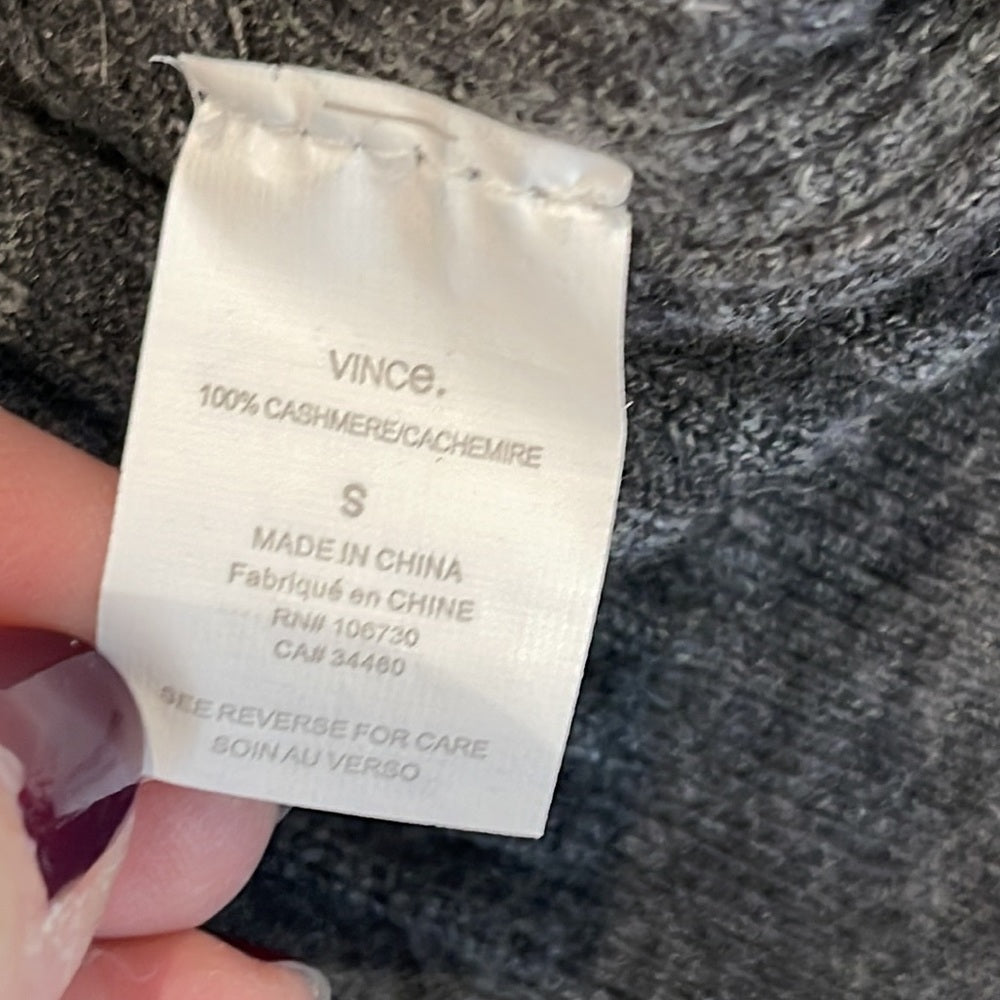 VINCe.
100% CASHMERE/CACHEMIRE
S
MADE IN CHINA
Fabriqué en CHINE
RN# 106730
CA# 34460
SEE REVERSE FOR CARE
SOIN AU VERSO